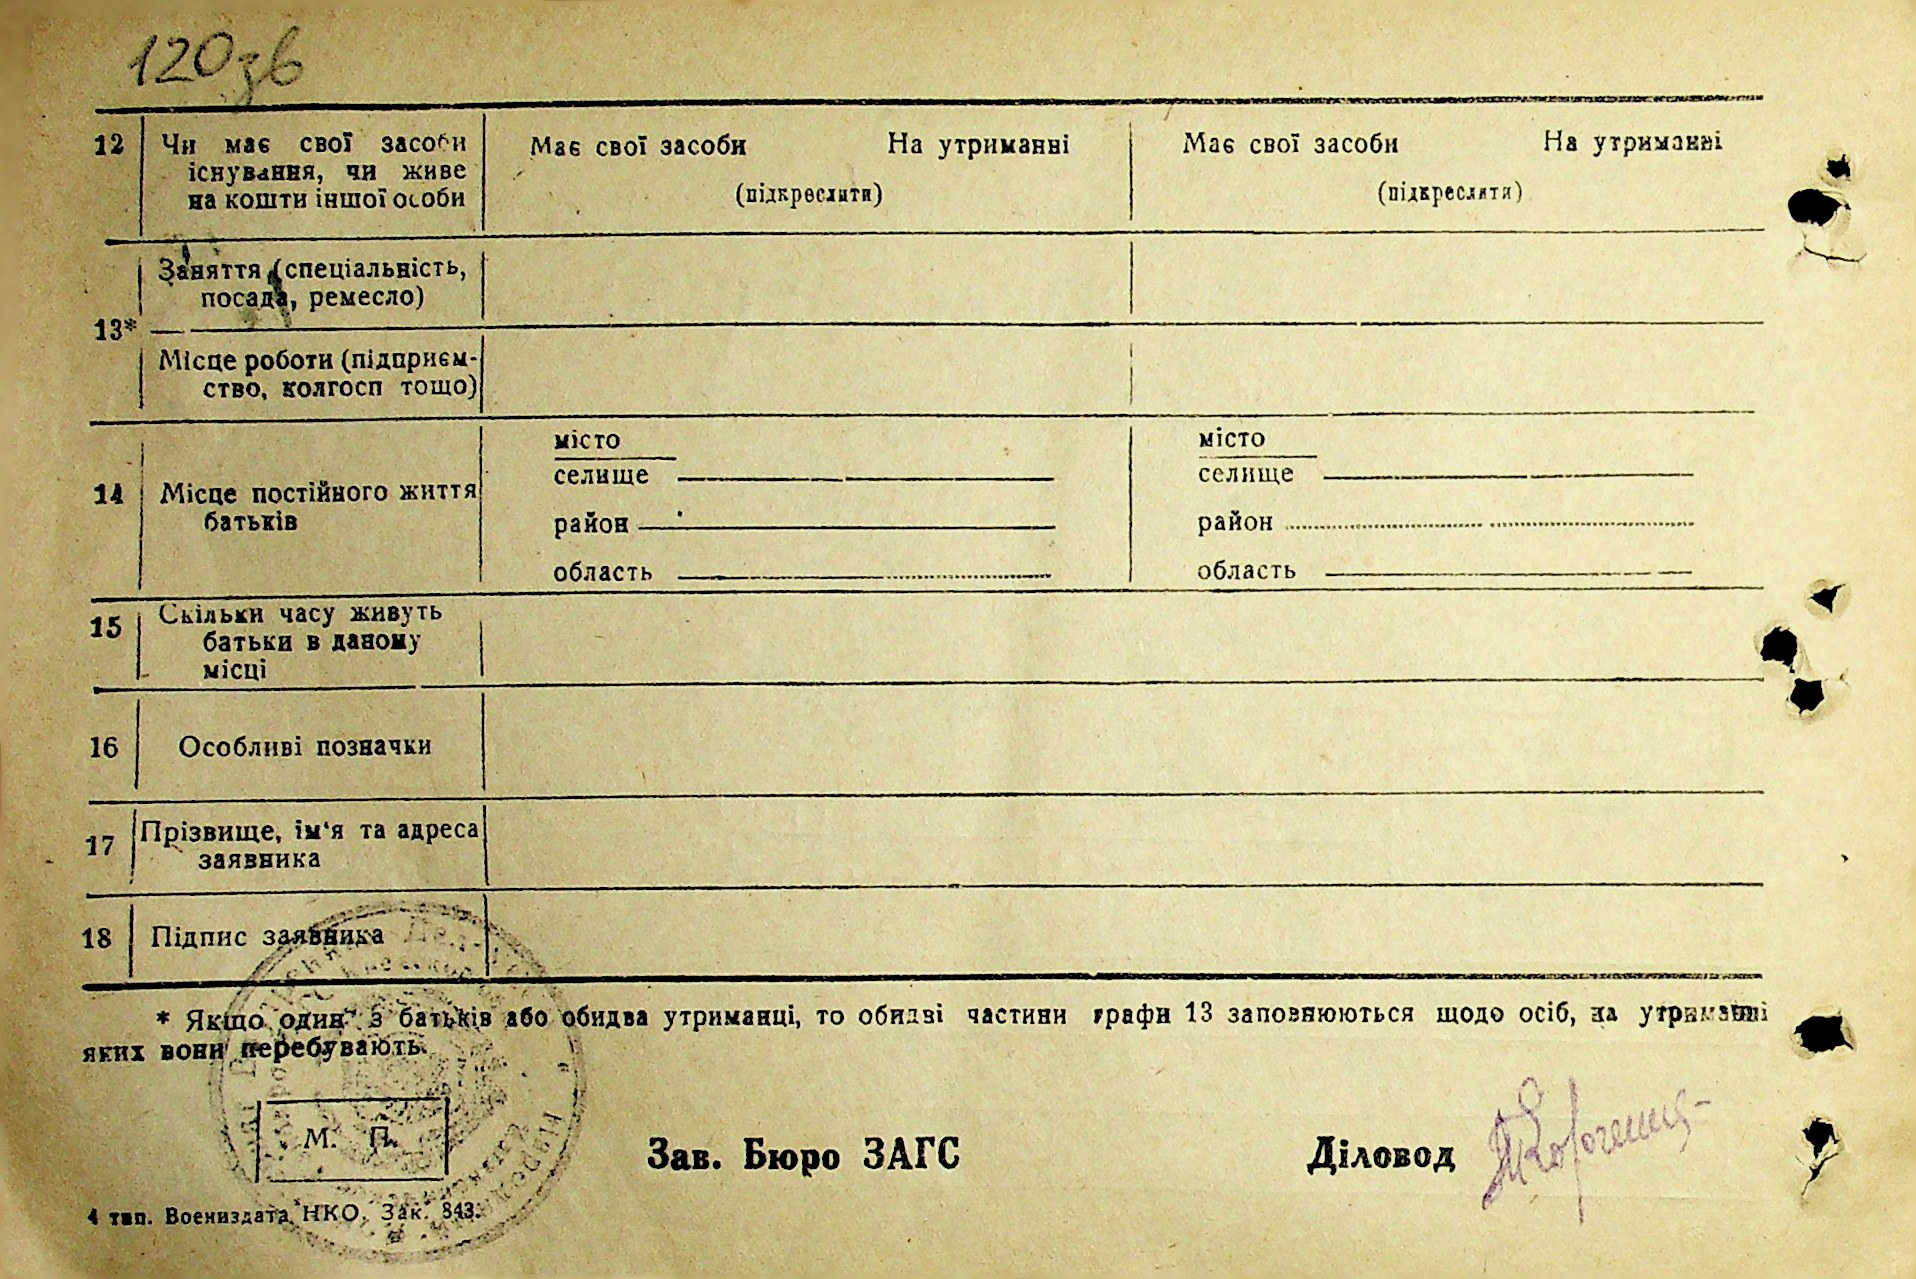 120зв
12 Чи має свої засоби Має свої засоби На утриманні Має свої засоби На утриманні
існування, чи живе (підкреслити) (підкреслити)
на кошти іншої особи
Заняття (спеціальність,
посада, ремесло)
13*
Місце роботи (підприєм-
ство, колгосп тощо)
місто місто
селище селище
14 Місце постійного життя
батьків
район район
область область
15 Скільки часу живуть
батьки в даному
місці
16 Особливі позначки
17 Прізвище, ім‘я та адреса
заявника
18 Підпис заявника
* Якщо один з батьків або обидва утриманці, то обидві частини графи 13 заповнюються щодо осіб, на утриманні
яких вони перебувають.
М. П.
Зав. Бюро ЗАГС Діловод
4 тип. Воениздата НКО. Зак. 843.